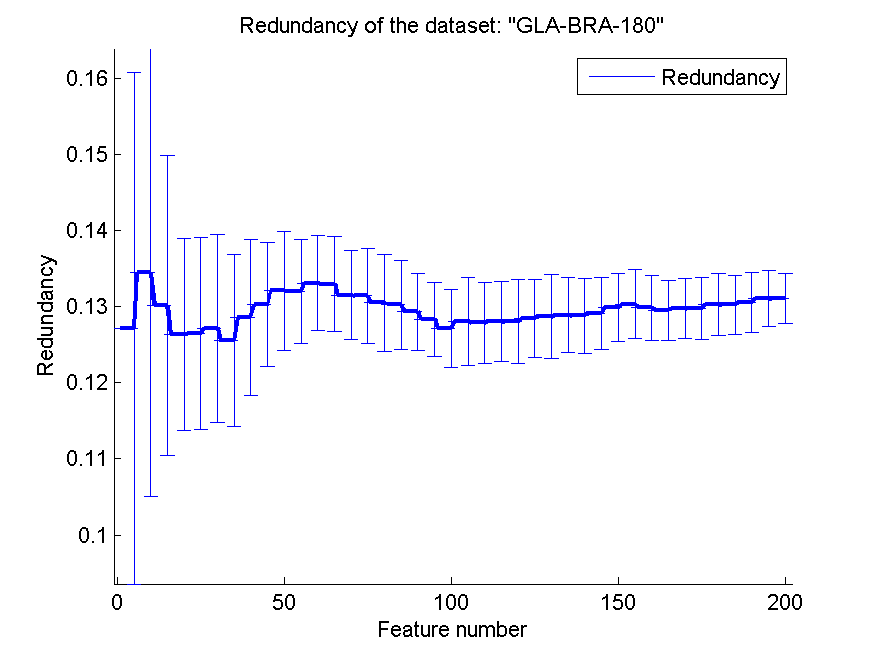 Redundancy of the dataset: "GLA-BRA-180"
Redundancy
0.16
0.15
0.14
0.13
0.12
0.11
0.1
Redundancy
0 50 100 150 200
Feature number